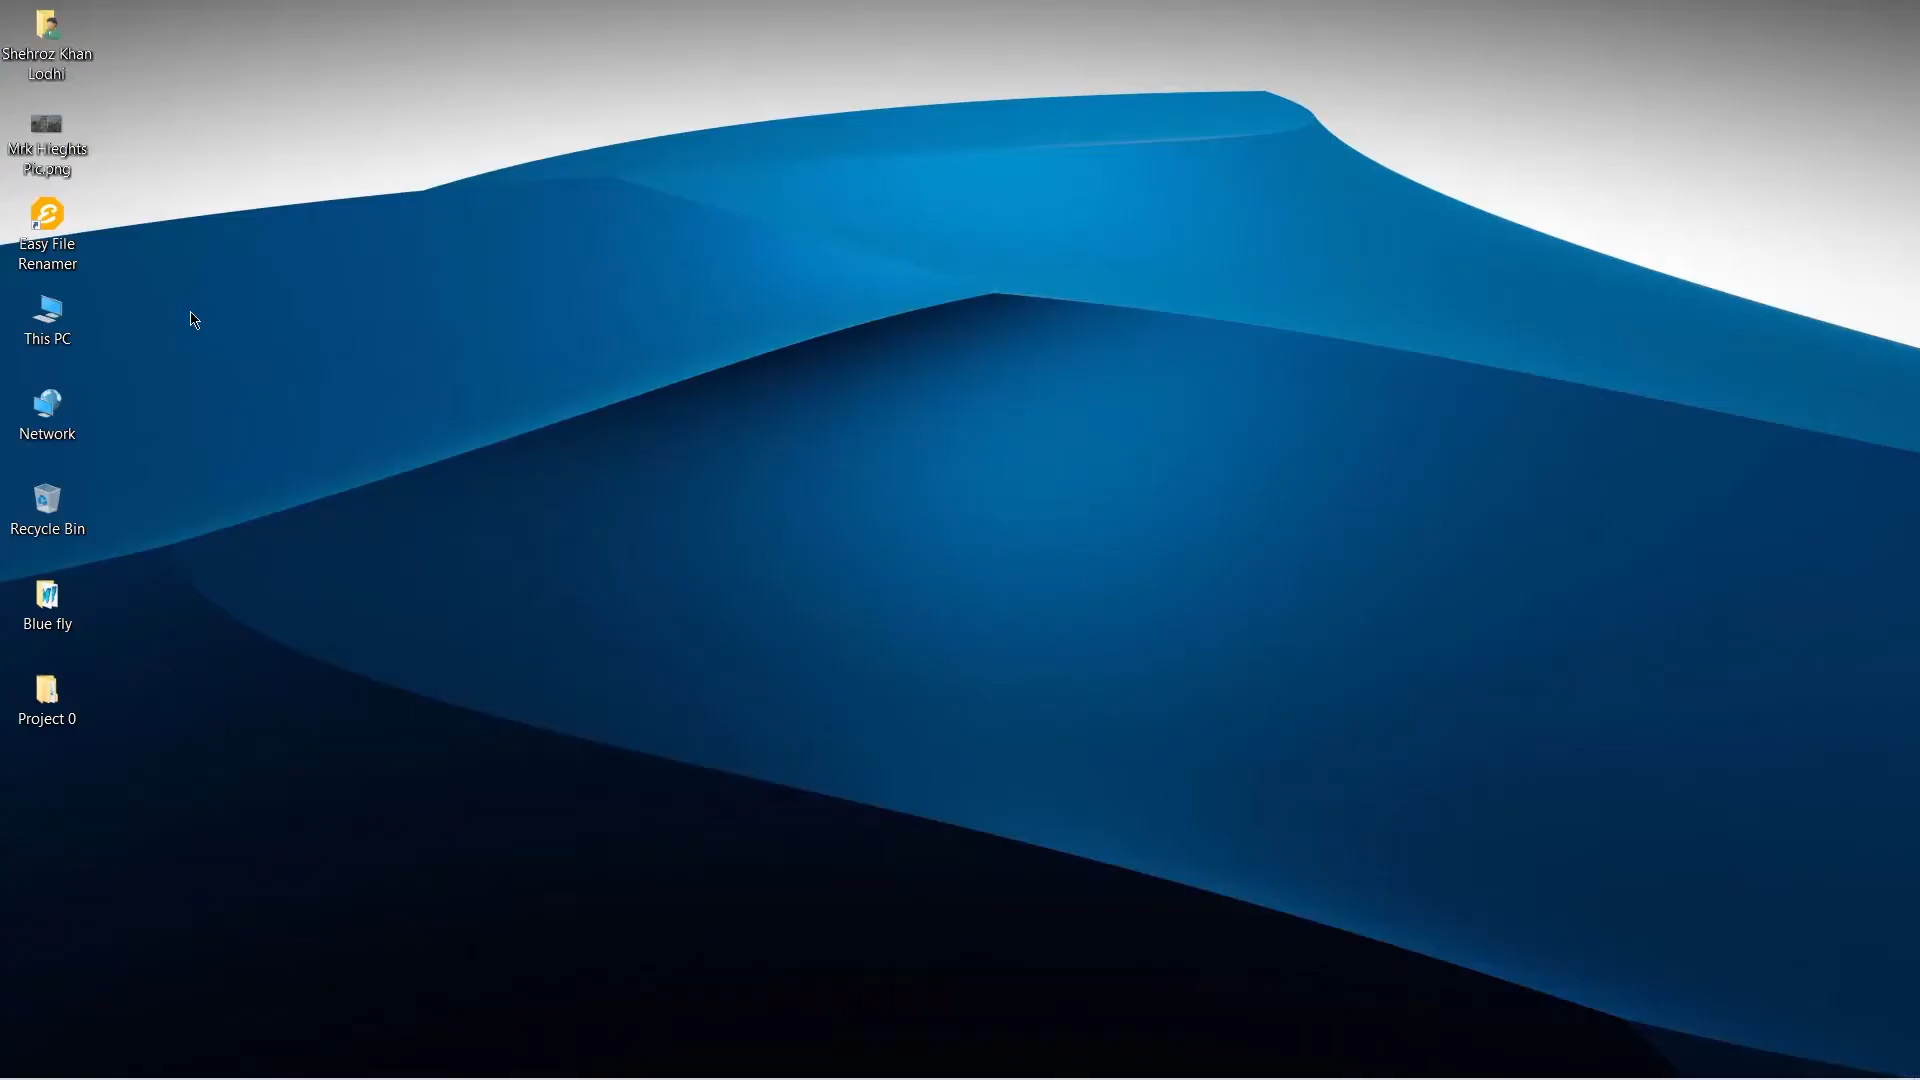 Shehroz Khan
Lodhi
Mrk Hieghts
Pic.png
Easy File
Renamer
This PC
Network
Recycle Bin
Blue fly
Project 0